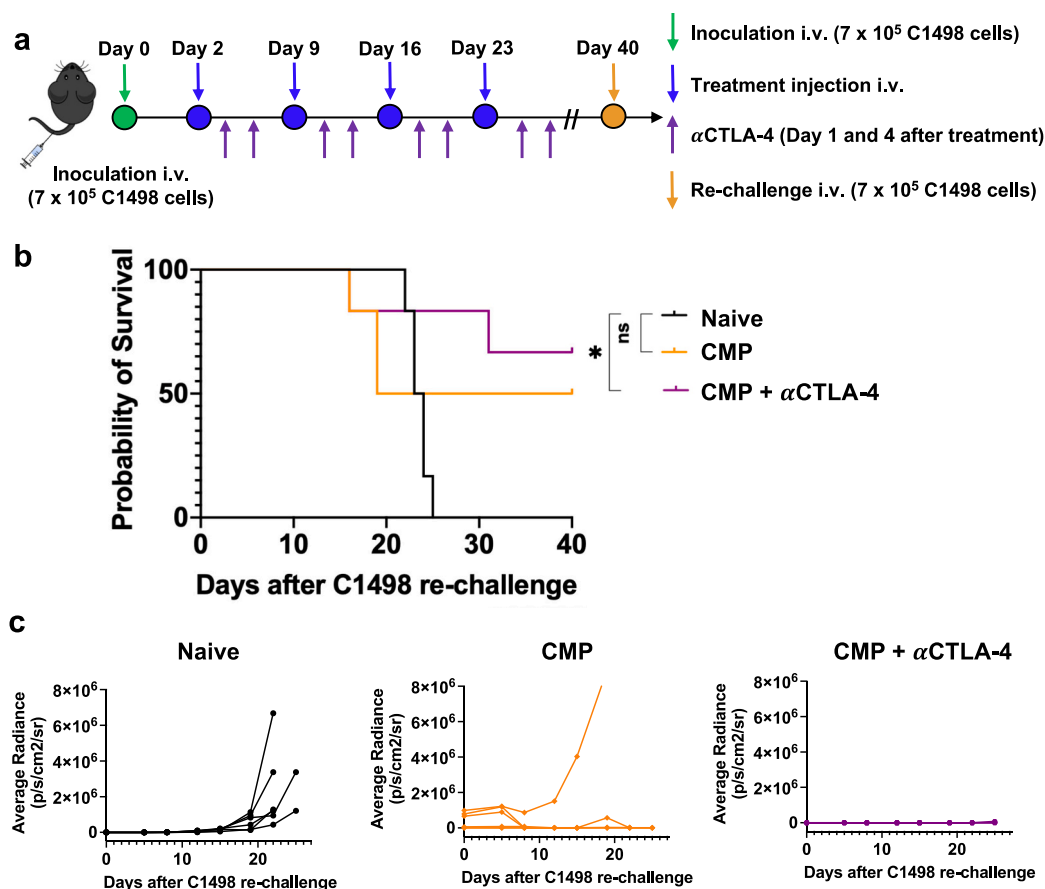 a
Day 0 Day 2 Day 9 Day 16 Day 23 Day 40
Inoculation i.v.
(7 x 10⁵ C1498 cells)
Inoculation i.v. (7 x 10⁵ C1498 cells)
Treatment injection i.v.
αCTLA-4 (Day 1 and 4 after treatment)
Re-challenge i.v. (7 x 10⁵ C1498 cells)
b
Probability of Survival
100
50
0
0 10 20 30 40
Days after C1498 re-challenge
* ns
Naive
CMP
CMP + αCTLA-4
c
Naive
Average Radiance
(p/s/cm2/sr)
8×10⁶
6×10⁶
4×10⁶
2×10⁶
0
0 20
Days after C1498 re-challenge
CMP
Average Radiance
(p/s/cm2/sr)
8×10⁶
6×10⁶
4×10⁶
2×10⁶
0
0 20
Days after C1498 re-challenge
CMP + αCTLA-4
Average Radiance
(p/s/cm2/sr)
8×10⁶
6×10⁶
4×10⁶
2×10⁶
0
0 20
Days after C1498 re-challenge